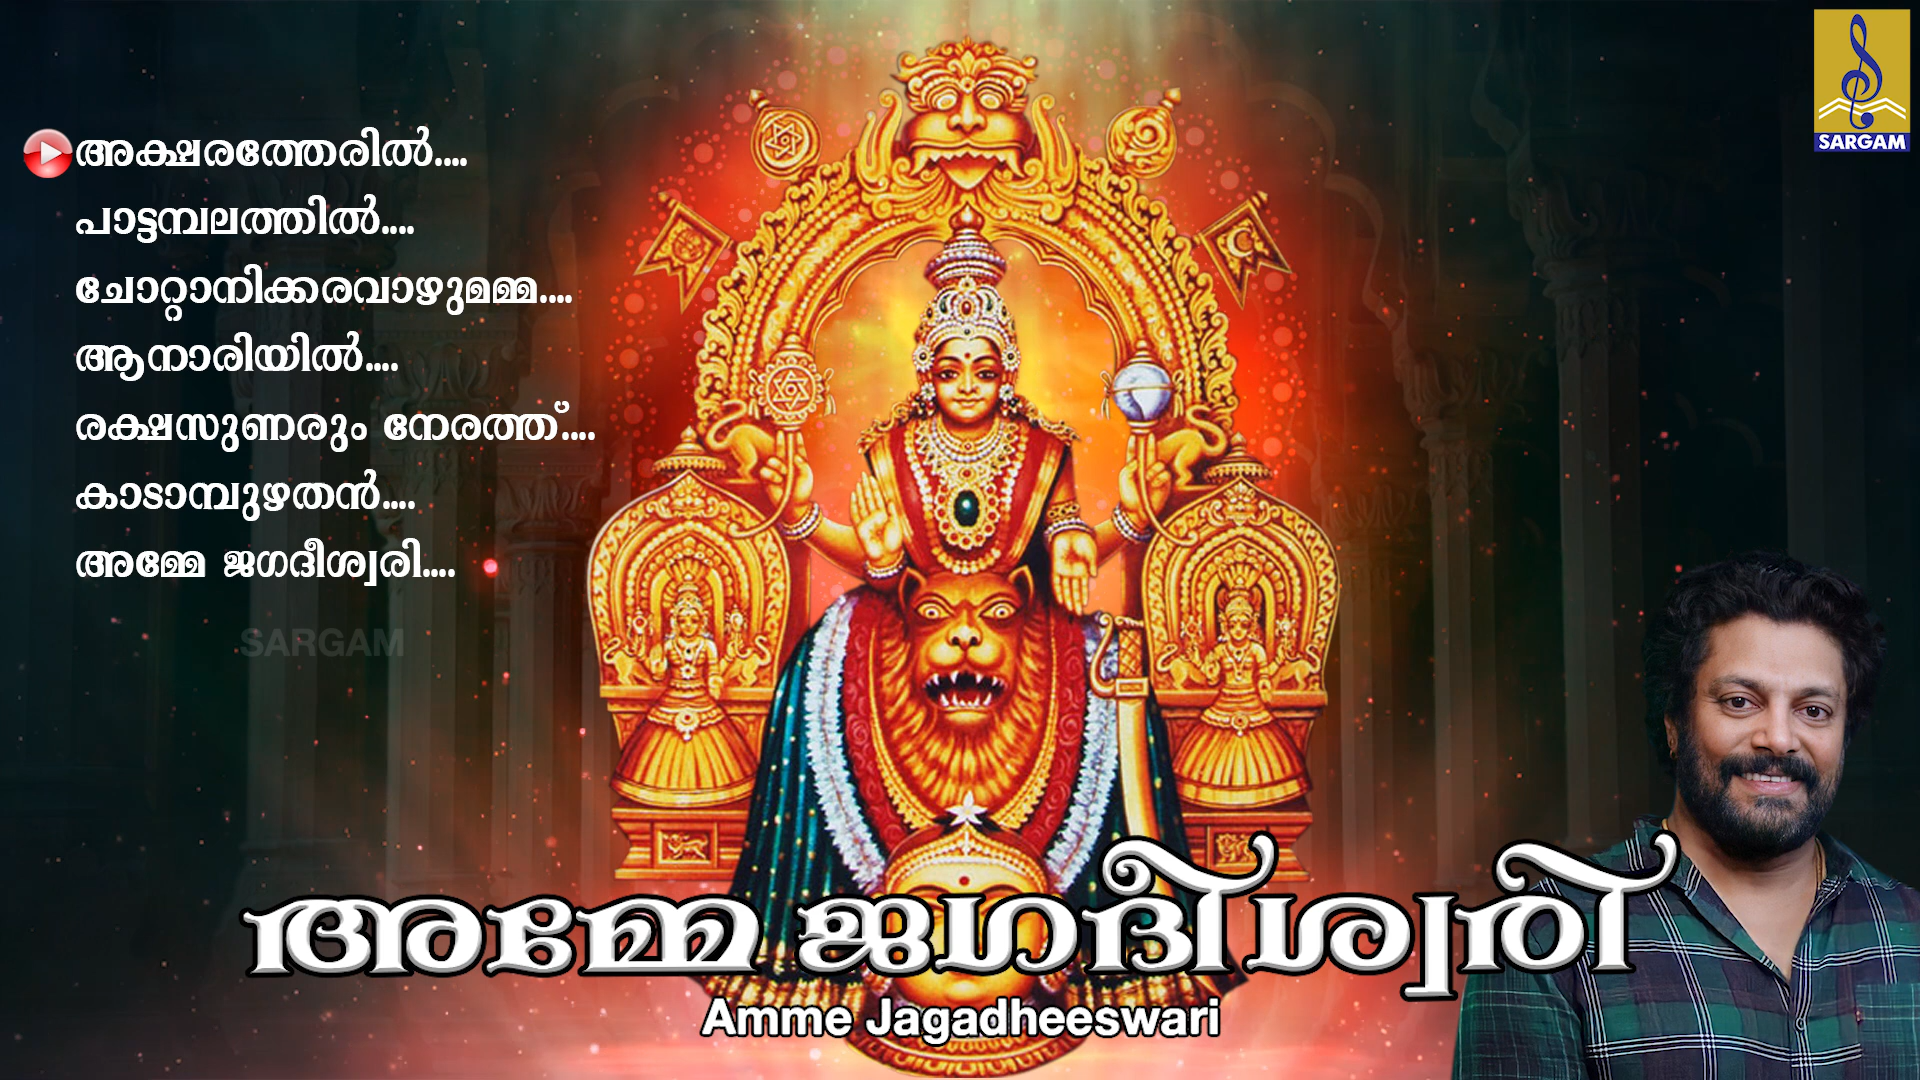 SARGAM
അക്ഷരത്തേരിൽ....
പാട്ടമ്പലത്തിൽ....
ചോറ്റാനിക്കരവാഴുമമ്മ....
ആനാരിയിൽ....
രക്ഷസുണരും നേരത്ത്....
കാടാമ്പുഴതൻ....
അമ്മേ ജഗദീശ്വരി....
SARGAM
അമ്മേ ജഗദീശ്വരി
Amme Jagadheeswari